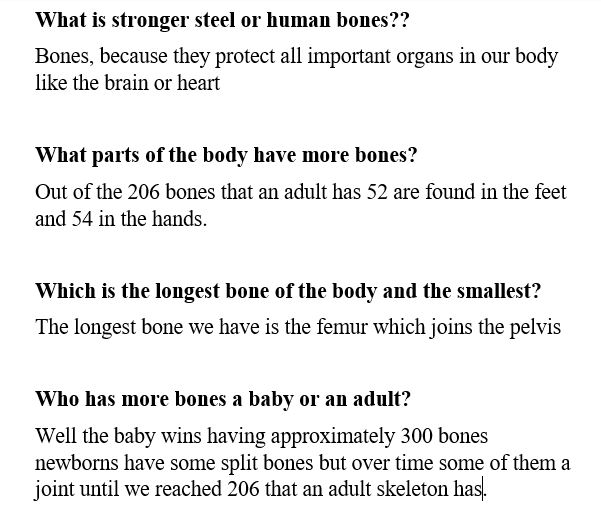 What is stronger steel or human bones??
Bones, because they protect all important organs in our body
like the brain or heart
What parts of the body have more bones?
Out of the 206 bones that an adult has 52 are found in the feet
and 54 in the hands.
Which is the longest bone of the body and the smallest?
The longest bone we have is the femur which joins the pelvis
Who has more bones a baby or an adult?
Well the baby wins having approximately 300 bones
newborns have some split bones but over time some of them a
joint until we reached 206 that an adult skeleton has.